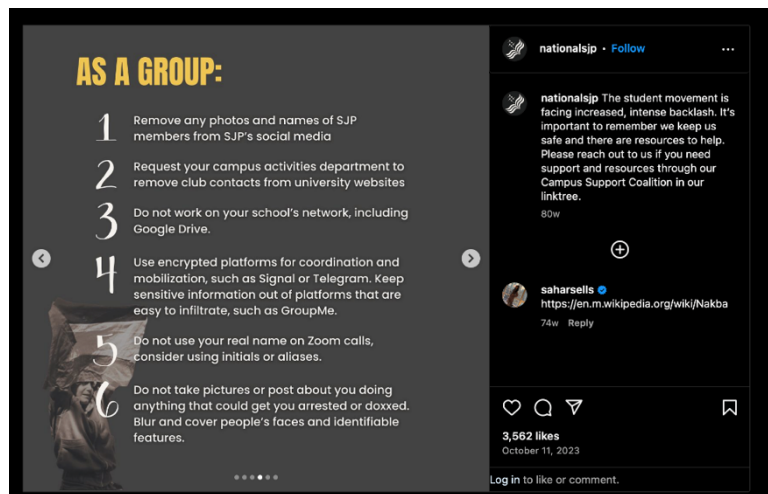 AS A GROUP:
1 Remove any photos and names of SJP
members from SJP's social media
2 Request your campus activities department to
remove club contacts from university websites
3 Do not work on your school's network, including
Google Drive.
4 Use encrypted platforms for coordination and
mobilization, such as Signal or Telegram. Keep
sensitive information out of platforms that are
easy to infiltrate, such as GroupMe.
5 Do not use your real name on Zoom calls,
consider using initials or aliases.
6 Do not take pictures or post about you doing
anything that could get you arrested or doxxed.
Blur and cover people's faces and identifiable
features.
nationalsjp • Follow
nationalsjp The student movement is
facing increased, intense backlash. It's
important to remember we keep us
safe and there are resources to help.
Please reach out to us if you need
support and resources through our
Campus Support Coalition in our
linktree.
80w
saharsells
https://en.m.wikipedia.org/wiki/Nakba
74w Reply
3,562 likes
October 11, 2023
Log in to like or comment.